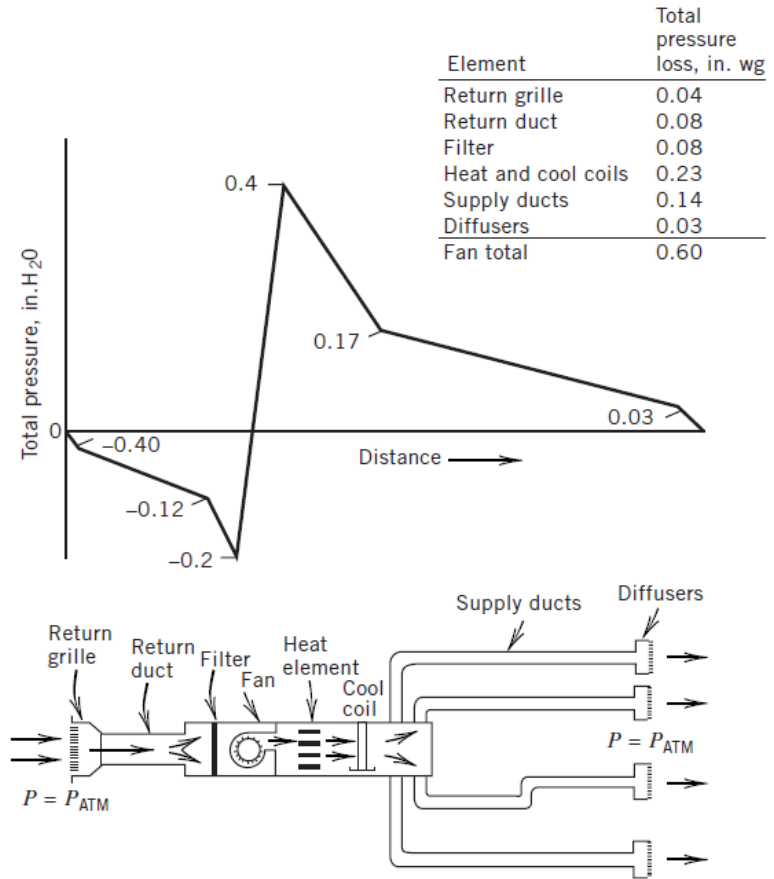 Total
pressure
Element loss, in. wg
Return grille 0.04
Return duct 0.08
Filter 0.08
Heat and cool coils 0.23
Supply ducts 0.14
Diffusers 0.03
Fan total 0.60
Total pressure, in.H20
0.4
0.17
0.03
0
–0.40
Distance
–0.12
–0.2
Supply ducts
Diffusers
Return
grille
Return
duct
Filter
Fan
Heat
element
Cool
coil
P = PATM
P = PATM